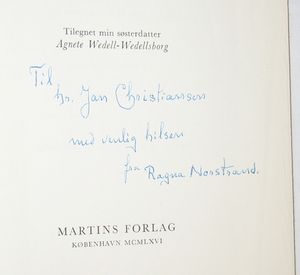 Tilegnet min søsterdatter
Agnete Wedell-Wedellsborg
Til
hr. Jan Christiansen
med venlig hilsen
fra Ragna Norstrand.
MARTINS FORLAG
KØBENHAVN MCMLXVI